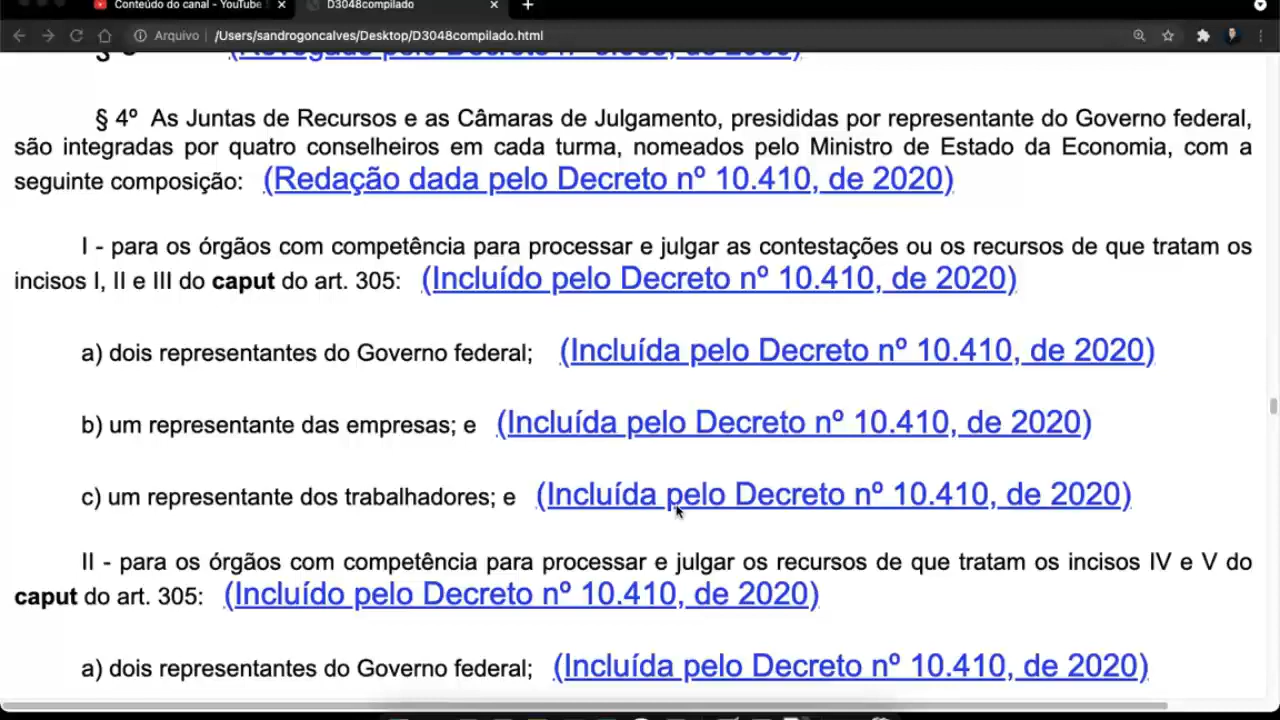 Conteúdo do canal - YouTube
D3048compilado
Arquivo | /Users/sandrogoncalves/Desktop/D3048compilado.html
§ 4º As Juntas de Recursos e as Câmaras de Julgamento, presididas por representante do Governo federal,
são integradas por quatro conselheiros em cada turma, nomeados pelo Ministro de Estado da Economia, com a
seguinte composição: (Redação dada pelo Decreto nº 10.410, de 2020)
I - para os órgãos com competência para processar e julgar as contestações ou os recursos de que tratam os
incisos I, II e III do caput do art. 305: (Incluído pelo Decreto nº 10.410, de 2020)
a) dois representantes do Governo federal; (Incluída pelo Decreto nº 10.410, de 2020)
b) um representante das empresas; e (Incluída pelo Decreto nº 10.410, de 2020)
c) um representante dos trabalhadores; e (Incluída pelo Decreto nº 10.410, de 2020)
II - para os órgãos com competência para processar e julgar os recursos de que tratam os incisos IV e V do
caput do art. 305: (Incluído pelo Decreto nº 10.410, de 2020)
a) dois representantes do Governo federal; (Incluída pelo Decreto nº 10.410, de 2020)